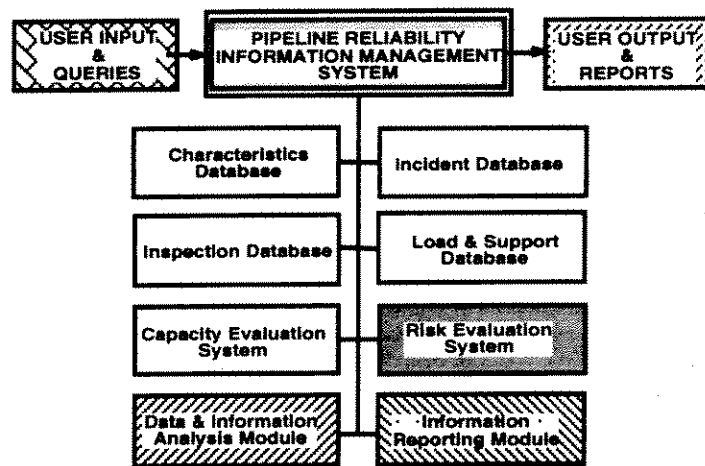 USER INPUT
&
QUERIES
PIPELINE RELIABILITY
INFORMATION MANAGEMENT
SYSTEM
USER OUTPUT
&
REPORTS
Characteristics
Database
Incident Database
Inspection Database
Load & Support
Database
Capacity Evaluation
System
Risk Evaluation
System
Data & Information
Analysis Module
Information
Reporting Module